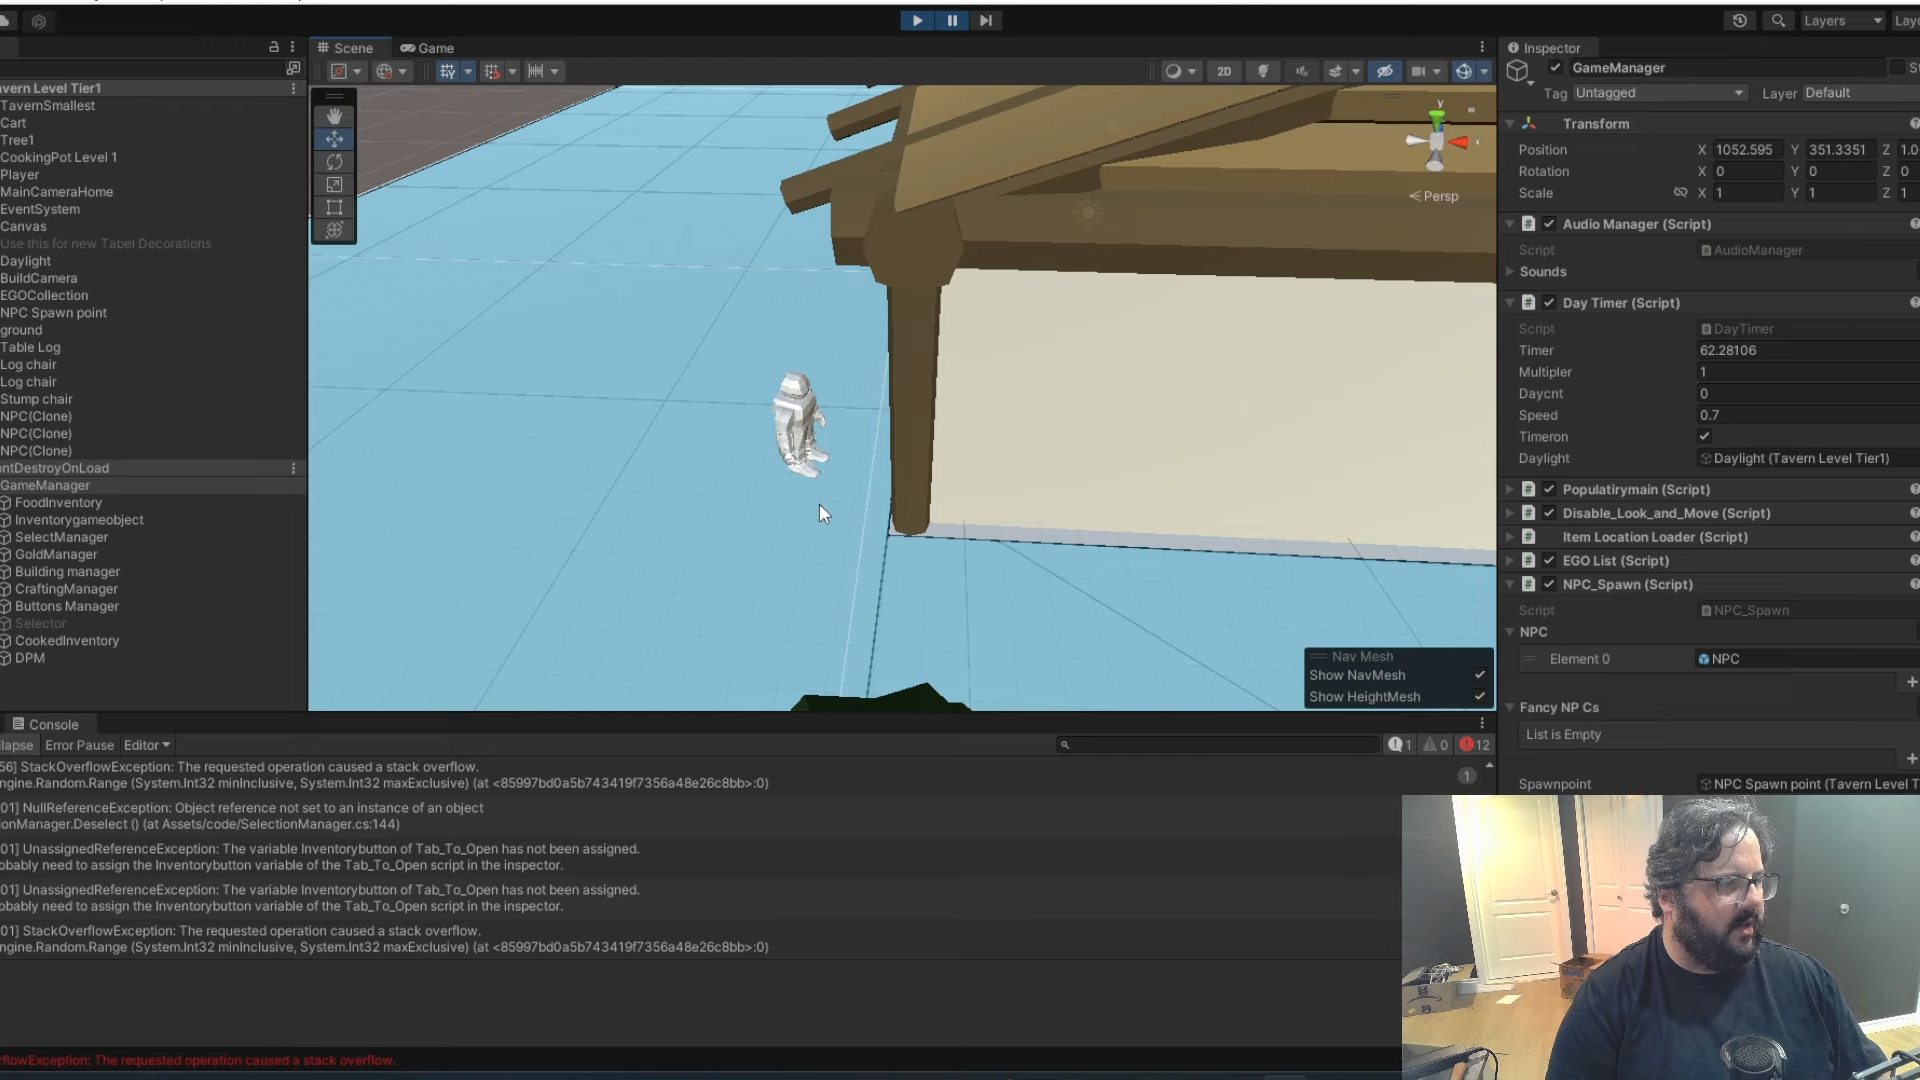 Layers
Layo
Scene
Game
Inspector
2D
avern Level Tier1
TavernSmallest
Cart
Tree1
CookingPot Level 1
Player
MainCameraHome
EventSystem
Canvas
Use this for new Tabel Decorations
Daylight
BuildCamera
EGOCollection
NPC Spawn point
ground
Table Log
Log chair
Log chair
Stump chair
NPC(Clone)
NPC(Clone)
NPC(Clone)
ontDestroyOnLoad
GameManager
FoodInventory
Inventorygameobject
SelectManager
GoldManager
Building manager
CraftingManager
Buttons Manager
Selector
CookedInventory
DPM
y
x
Persp
Nav Mesh
Show NavMesh
Show HeightMesh
GameManager
St
Tag Untagged Layer Default
Transform
Position X 1052.595 Y 351.3351 Z 1.0
Rotation X 0 Y 0 Z 0
Scale X 1 Y 1 Z 1
Audio Manager (Script)
Script AudioManager
Sounds
Day Timer (Script)
Script DayTimer
Timer 62.28106
Multipler 1
Daycnt 0
Speed 0.7
Timeron
Daylight Daylight (Tavern Level Tier1)
Populatirymain (Script)
Disable_Look_and_Move (Script)
Item Location Loader (Script)
EGO List (Script)
NPC_Spawn (Script)
Script NPC_Spawn
NPC
Element 0 NPC
Fancy NP Cs
List is Empty
Spawnpoint NPC Spawn point (Tavern Level T
Console
lapse Error Pause Editor
1 0 12
56] StackOverflowException: The requested operation caused a stack overflow.
ngine.Random.Range (System.Int32 minInclusive, System.Int32 maxExclusive) (at <85997bd0a5b743419f7356a48e26c8bb>:0)
1
01] NullReferenceException: Object reference not set to an instance of an object
ionManager.Deselect () (at Assets/code/SelectionManager.cs:144)
01] UnassignedReferenceException: The variable Inventorybutton of Tab_To_Open has not been assigned.
obably need to assign the Inventorybutton variable of the Tab_To_Open script in the inspector.
01] UnassignedReferenceException: The variable Inventorybutton of Tab_To_Open has not been assigned.
obably need to assign the Inventorybutton variable of the Tab_To_Open script in the inspector.
01] StackOverflowException: The requested operation caused a stack overflow.
ngine.Random.Range (System.Int32 minInclusive, System.Int32 maxExclusive) (at <85997bd0a5b743419f7356a48e26c8bb>:0)
rflowException: The requested operation caused a stack overflow.